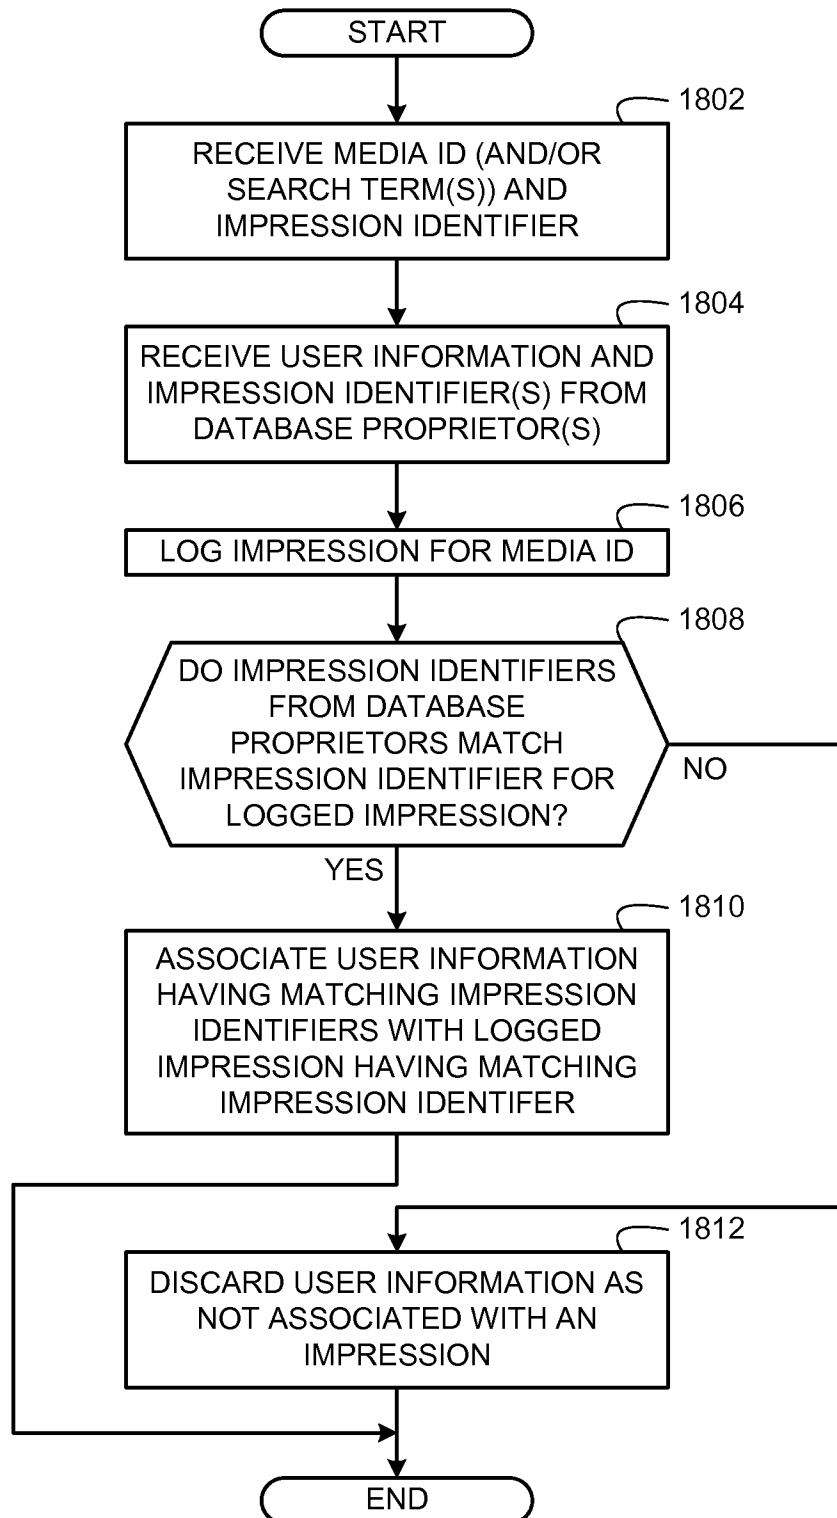 START
1802
RECEIVE MEDIA ID (AND/OR
SEARCH TERM(S)) AND
IMPRESSION IDENTIFIER
1804
RECEIVE USER INFORMATION AND
IMPRESSION IDENTIFIER(S) FROM
DATABASE PROPRIETOR(S)
1806
LOG IMPRESSION FOR MEDIA ID
1808
DO IMPRESSION IDENTIFIERS
FROM DATABASE
PROPRIETORS MATCH
IMPRESSION IDENTIFIER FOR
LOGGED IMPRESSION?
NO
YES
1810
ASSOCIATE USER INFORMATION
HAVING MATCHING IMPRESSION
IDENTIFIERS WITH LOGGED
IMPRESSION HAVING MATCHING
IMPRESSION IDENTIFER
1812
DISCARD USER INFORMATION AS
NOT ASSOCIATED WITH AN
IMPRESSION
END